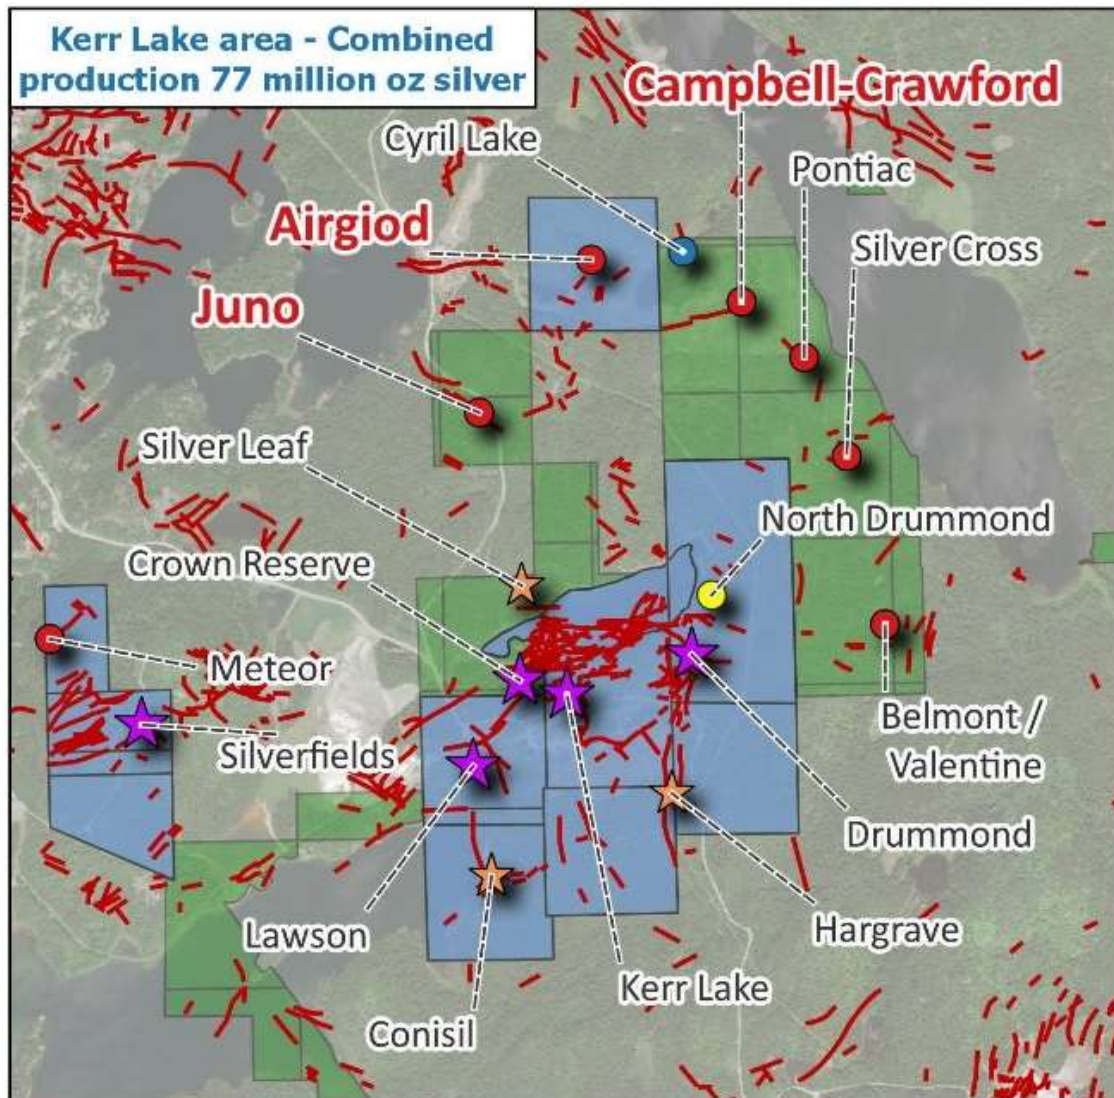 Kerr Lake area - Combined
production 77 million oz silver
Campbell-Crawford
Cyril Lake
Pontiac
Airgiod
Silver Cross
Juno
Silver Leaf
North Drummond
Crown Reserve
Meteor
Belmont /
Valentine
Silverfields
Drummond
Lawson
Hargrave
Kerr Lake
Conisil